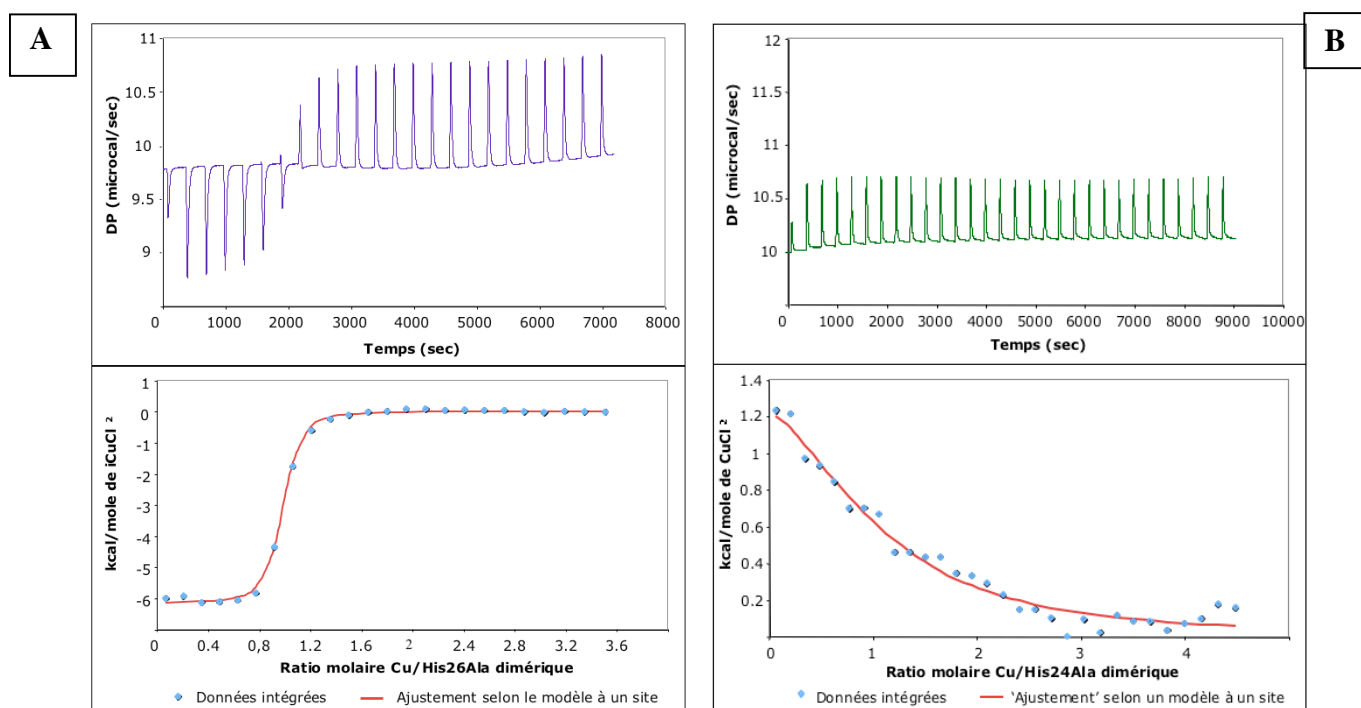 A
11
10.5
10
9.5
9
DP (microcal/sec)
0 1000 2000 3000 4000 5000 6000 7000 8000
Temps (sec)
1
0
-1
-2
-3
-4
-5
-6
kcal/mole de iCuCl ²
0 0.4 0,8 1.2 1.6 2 2.4 2.8 3.2 3.6
Ratio molaire Cu/His26Ala dimérique
Données intégrées Ajustement selon le modèle à un site
B
12
11.5
11
10.5
10
DP (microcal/sec)
0 1000 2000 3000 4000 5000 6000 7000 8000 9000 10000
Temps (sec)
1.4
1.2
1
0.8
0.6
0.4
0.2
kcal/mole de CuCl ²
0 1 2 3 4
Ratio molaire Cu/His24Ala dimérique
Données intégrées ‘Ajustement’ selon un modèle à un site